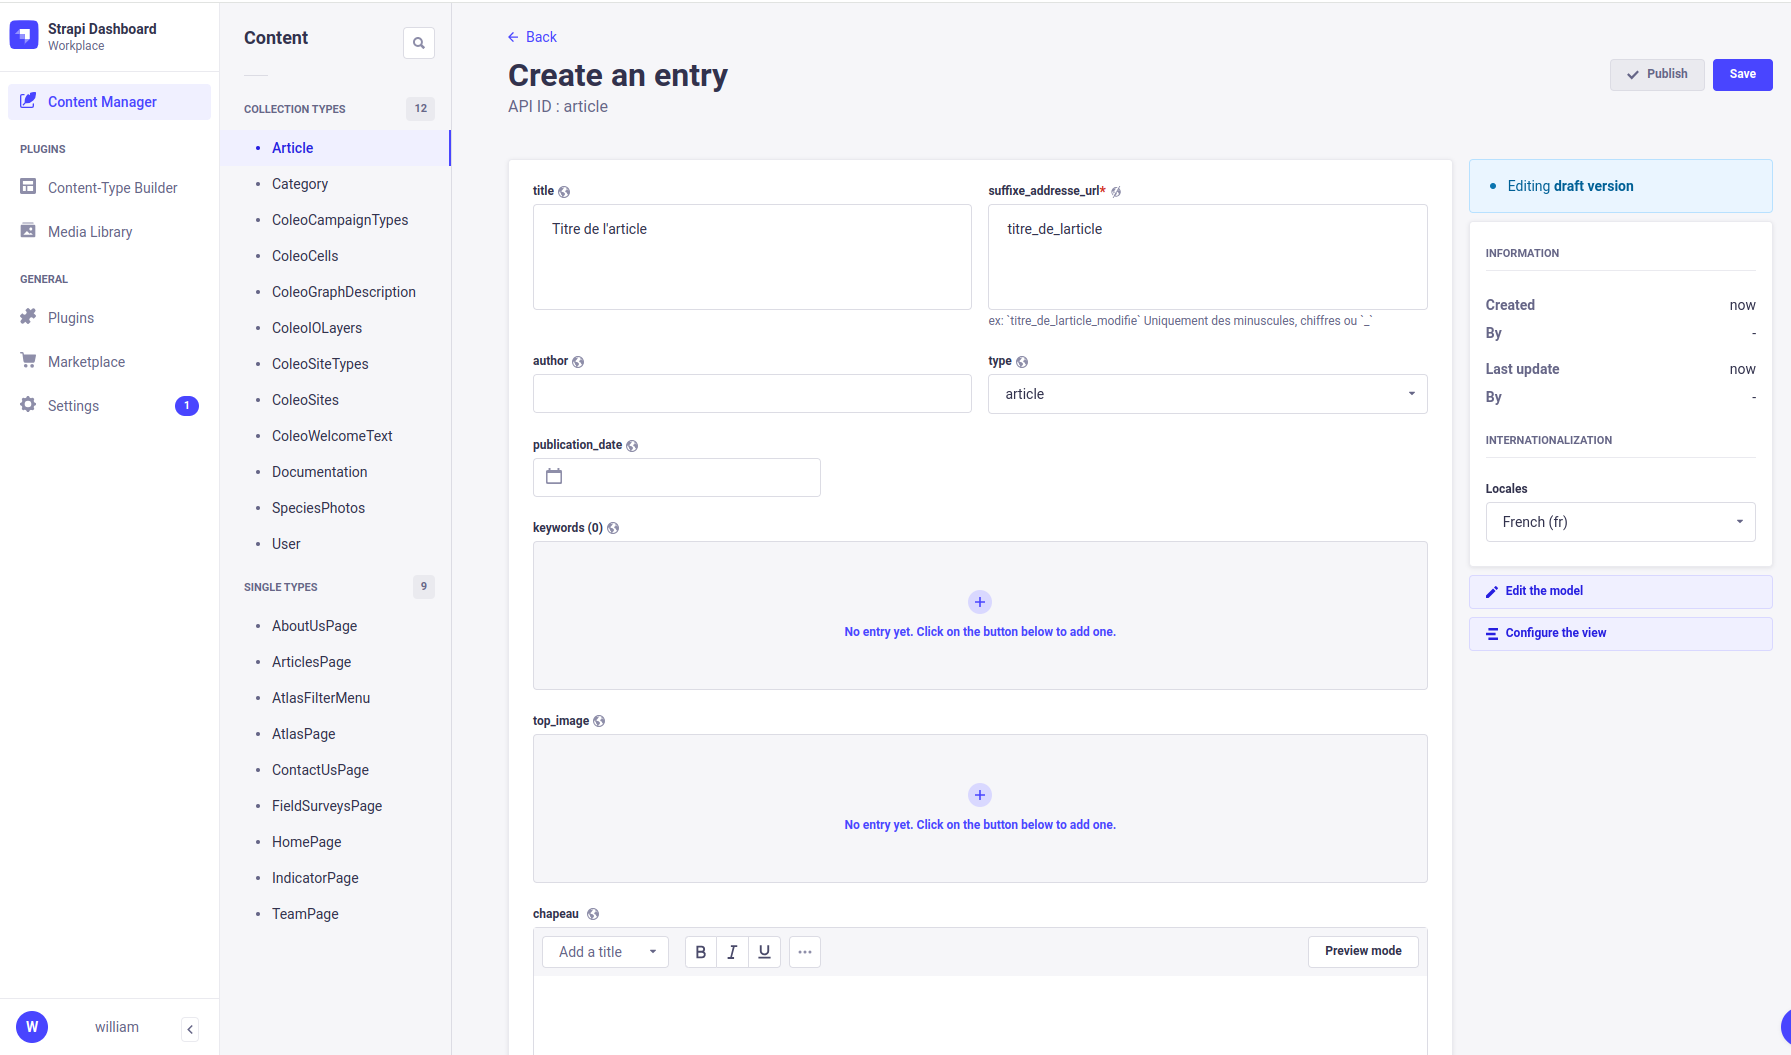 Strapi Dashboard
Workplace
Content Manager
PLUGINS
Content-Type Builder
Media Library
GENERAL
Plugins
Marketplace
Settings
1
W
william
Content
COLLECTION TYPES
12
Article
Category
ColeoCampaignTypes
ColeoCells
ColeoGraphDescription
ColeoIOLayers
ColeoSiteTypes
ColeoSites
ColeoWelcomeText
Documentation
SpeciesPhotos
User
SINGLE TYPES
9
AboutUsPage
ArticlesPage
AtlasFilterMenu
AtlasPage
ContactUsPage
FieldSurveysPage
HomePage
IndicatorPage
TeamPage
Back
Create an entry
API ID : article
Publish
Save
title
Titre de l'article
suffixe_addresse_url*
titre_de_larticle
ex: `titre_de_larticle_modifie` Uniquement des minuscules, chiffres ou `_`
author
type
article
publication_date
keywords (0)
No entry yet. Click on the button below to add one.
top_image
No entry yet. Click on the button below to add one.
chapeau
Add a title
B
I
U
Preview mode
Editing draft version
INFORMATION
Created
now
By
-
Last update
now
By
-
INTERNATIONALIZATION
Locales
French (fr)
Edit the model
Configure the view